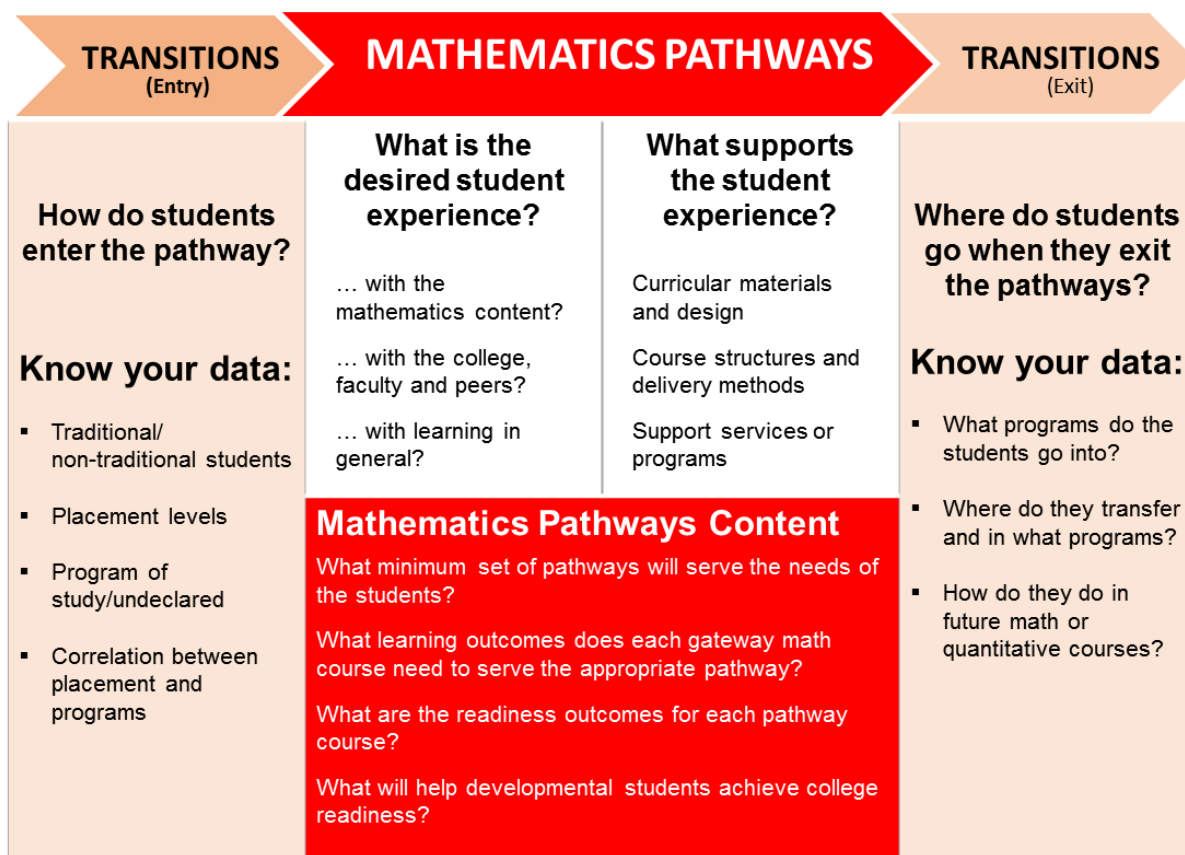 TRANSITIONS
(Entry)
MATHEMATICS PATHWAYS
TRANSITIONS
(Exit)
How do students
enter the pathway?
Know your data:
▪ Traditional/
non-traditional students
▪ Placement levels
▪ Program of
study/undeclared
▪ Correlation between
placement and
programs
What is the
desired student
experience?
… with the
mathematics content?
… with the college,
faculty and peers?
… with learning in
general?
What supports
the student
experience?
Curricular materials
and design
Course structures and
delivery methods
Support services or
programs
Mathematics Pathways Content
What minimum set of pathways will serve the needs of
the students?
What learning outcomes does each gateway math
course need to serve the appropriate pathway?
What are the readiness outcomes for each pathway
course?
What will help developmental students achieve college
readiness?
Where do students
go when they exit
the pathways?
Know your data:
▪ What programs do the
students go into?
▪ Where do they transfer
and in what programs?
▪ How do they do in
future math or
quantitative courses?